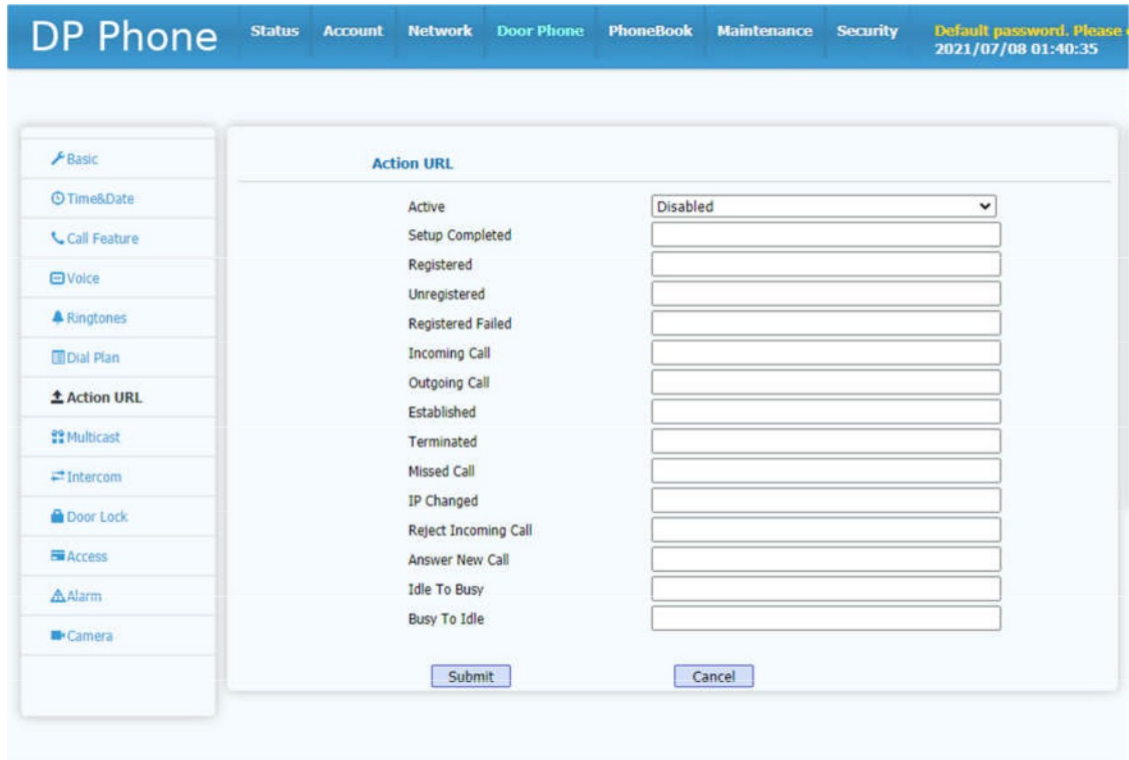 DP Phone
Status Account Network Door Phone PhoneBook Maintenance Security
Default password. Please
2021/07/08 01:40:35
Basic
Time&Date
Call Feature
Voice
Ringtones
Dial Plan
Action URL
Multicast
Intercom
Door Lock
Access
Alarm
Camera
Action URL
Active Disabled
Setup Completed
Registered
Unregistered
Registered Failed
Incoming Call
Outgoing Call
Established
Terminated
Missed Call
IP Changed
Reject Incoming Call
Answer New Call
Idle To Busy
Busy To Idle
Submit Cancel